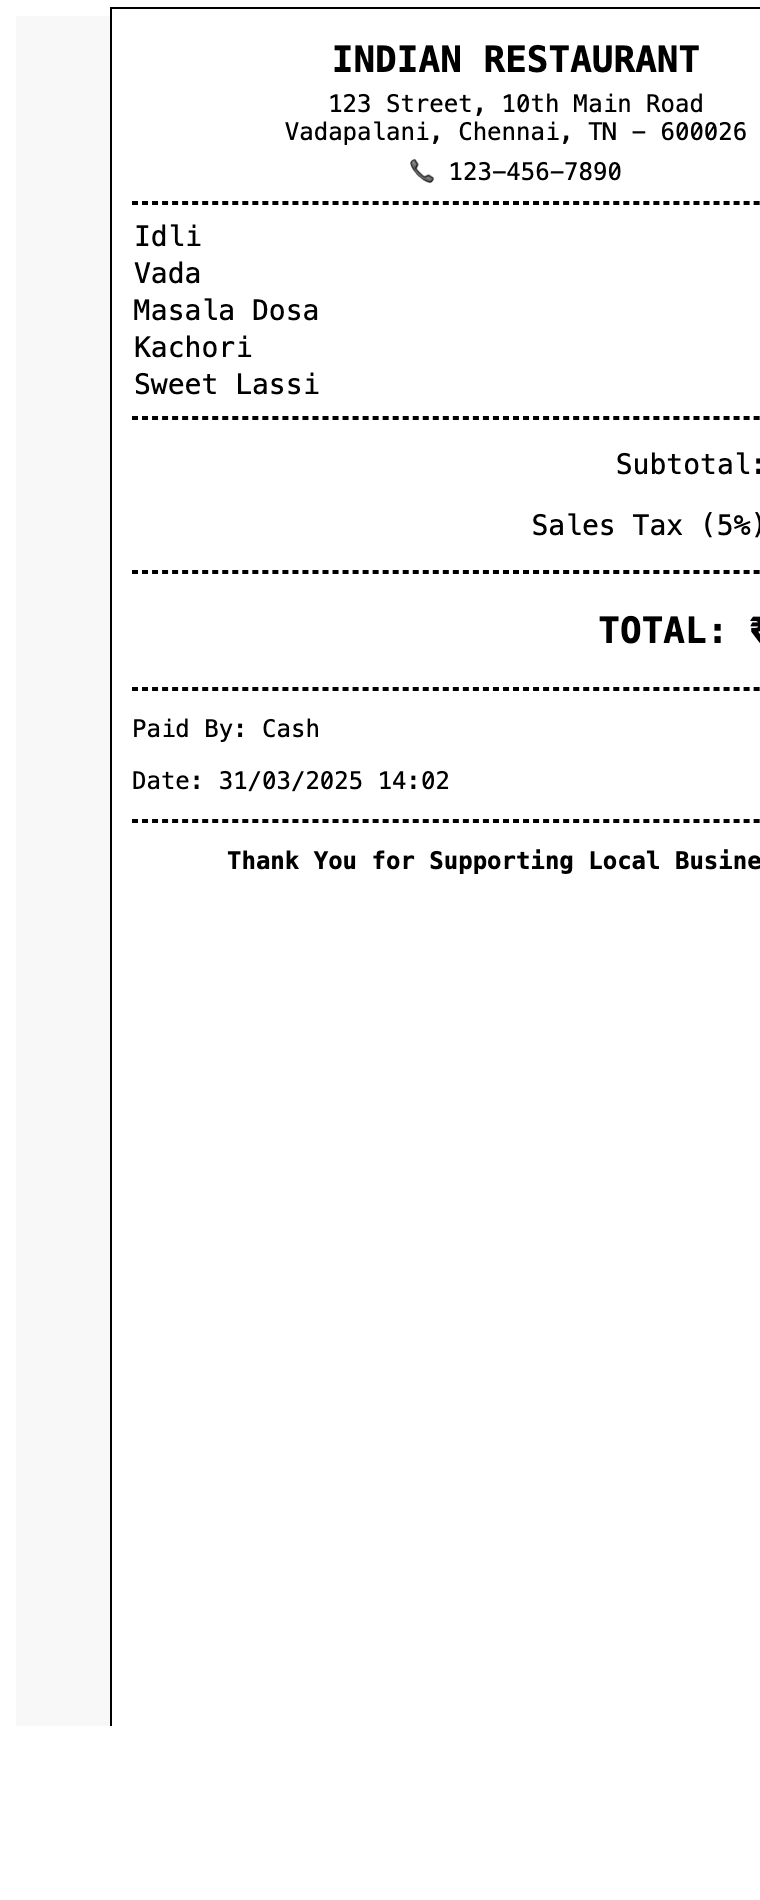 INDIAN RESTAURANT
123 Street, 10th Main Road
Vadapalani, Chennai, TN – 600026
📞 123–456–7890
Idli
Vada
Masala Dosa
Kachori
Sweet Lassi
Subtotal:
Sales Tax (5%)
TOTAL: ₹
Paid By: Cash
Date: 31/03/2025 14:02
Thank You for Supporting Local